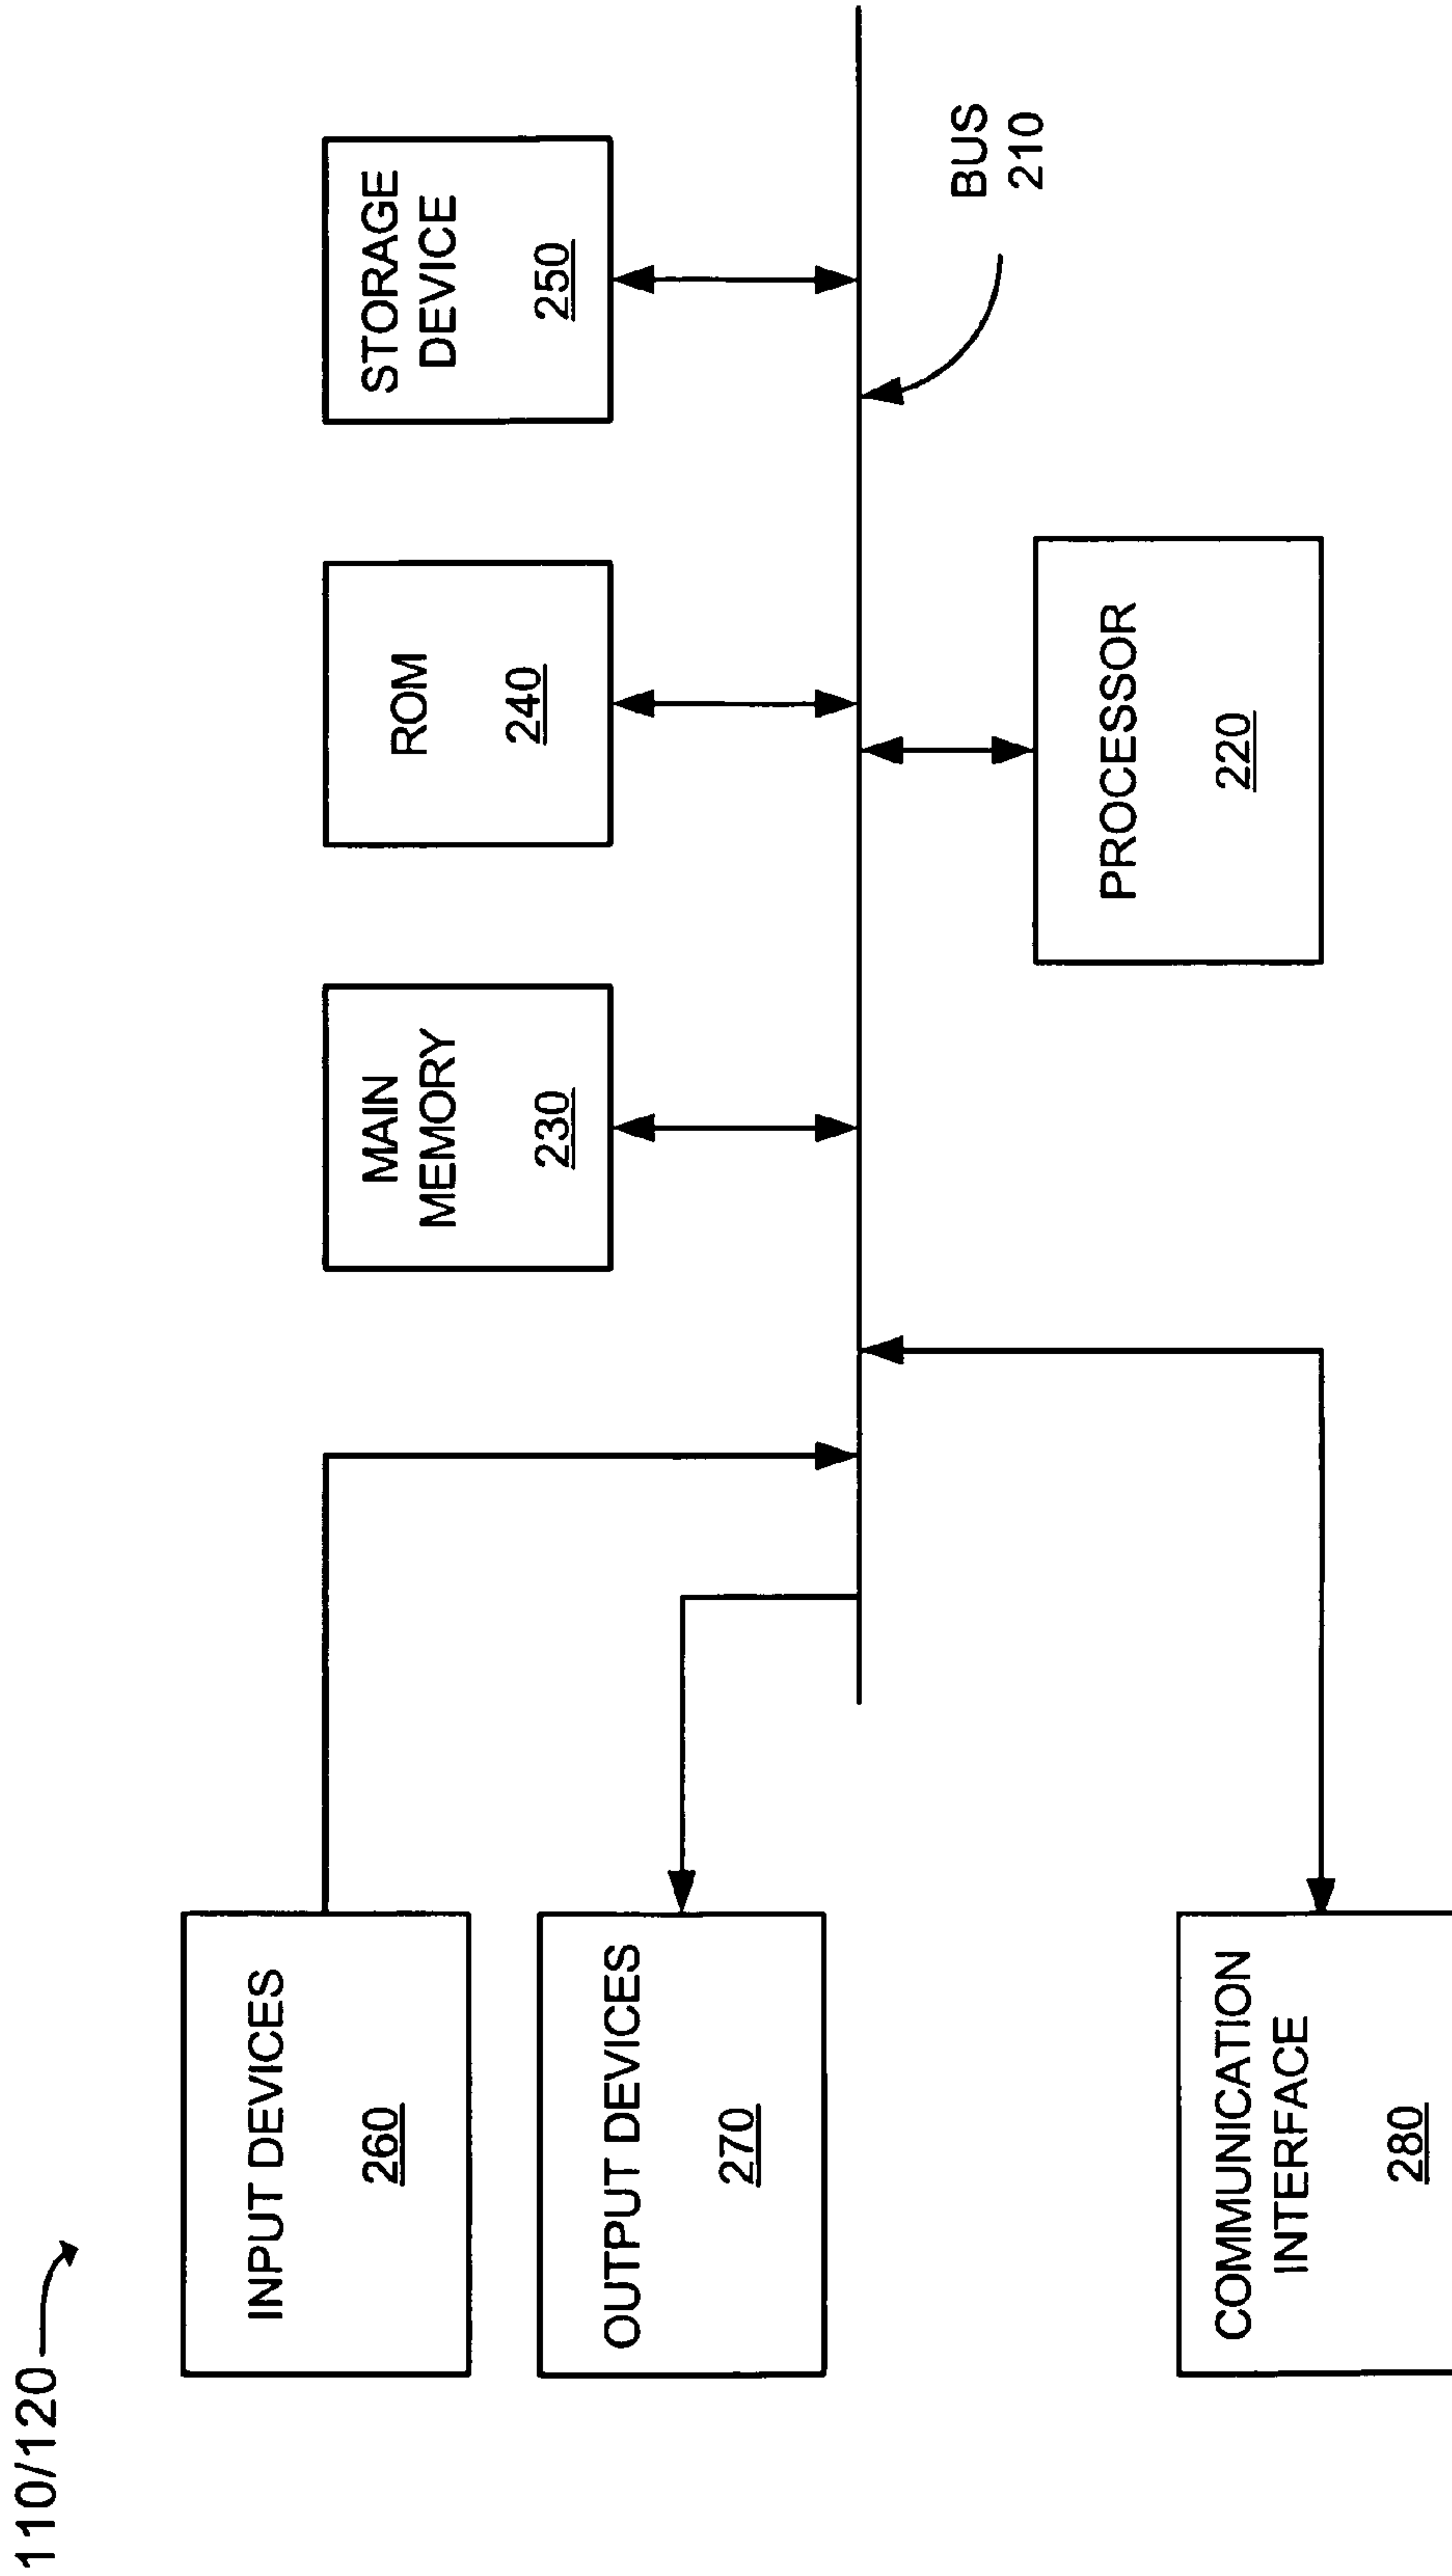 110/120
INPUT DEVICES
260
OUTPUT DEVICES
270
COMMUNICATION
INTERFACE
280
MAIN
MEMORY
230
ROM
240
STORAGE
DEVICE
250
BUS
210
PROCESSOR
220